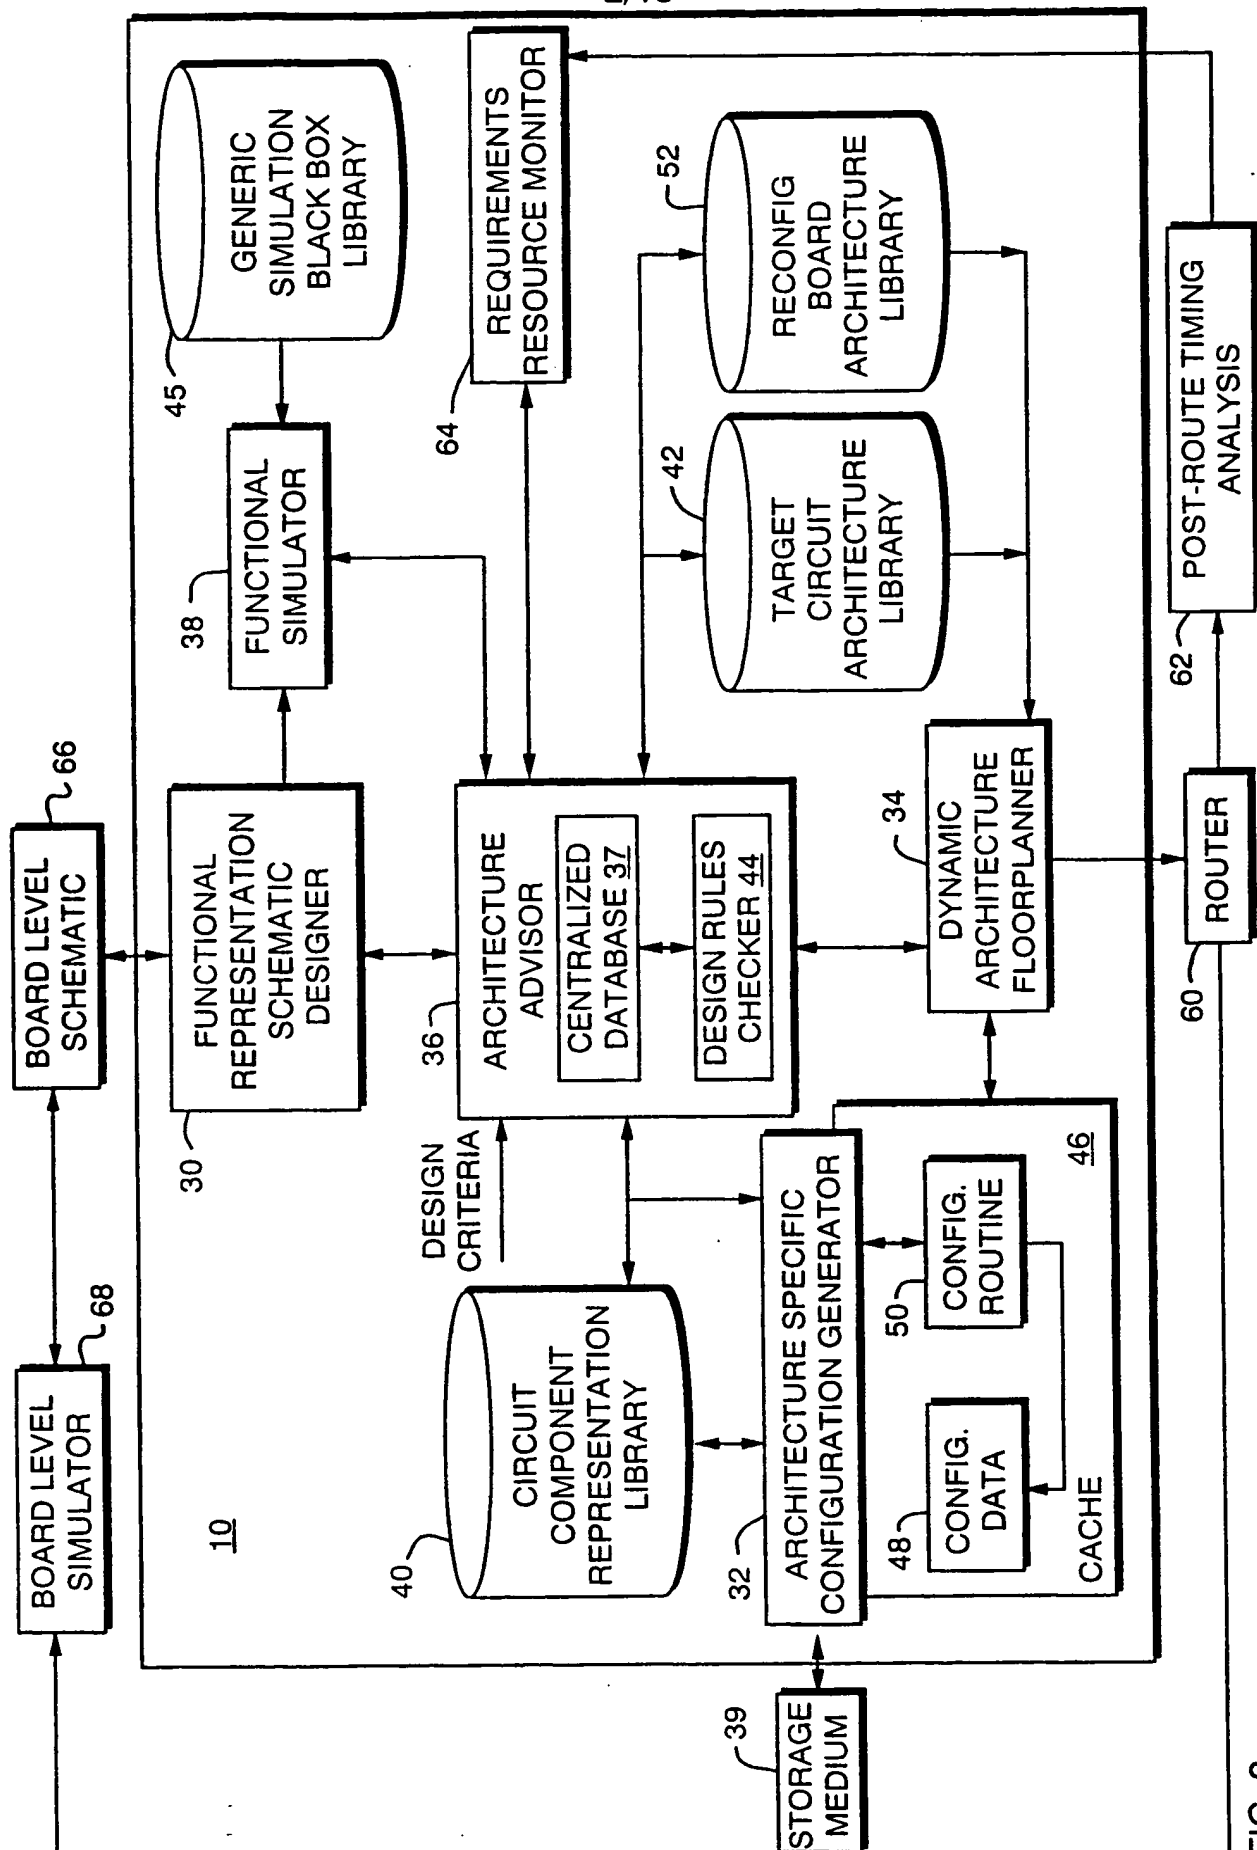 BOARD LEVEL
SIMULATOR
68
BOARD LEVEL
SCHEMATIC
66
10
30
FUNCTIONAL
REPRESENTATION
SCHEMATIC
DESIGNER
38
FUNCTIONAL
SIMULATOR
45
GENERIC
SIMULATION
BLACK BOX
LIBRARY
40
CIRCUIT
COMPONENT
REPRESENTATION
LIBRARY
DESIGN
CRITERIA
36
ARCHITECTURE
ADVISOR
CENTRALIZED
DATABASE 37
DESIGN RULES
CHECKER 44
64
REQUIREMENTS
RESOURCE MONITOR
42
TARGET
CIRCUIT
ARCHITECTURE
LIBRARY
52
RECONFIG
BOARD
ARCHITECTURE
LIBRARY
39
STORAGE
MEDIUM
32
ARCHITECTURE SPECIFIC
CONFIGURATION GENERATOR
48
CONFIG.
DATA
50
CONFIG.
ROUTINE
46
CACHE
34
DYNAMIC
ARCHITECTURE
FLOORPLANNER
60
ROUTER
62
POST-ROUTE TIMING
ANALYSIS